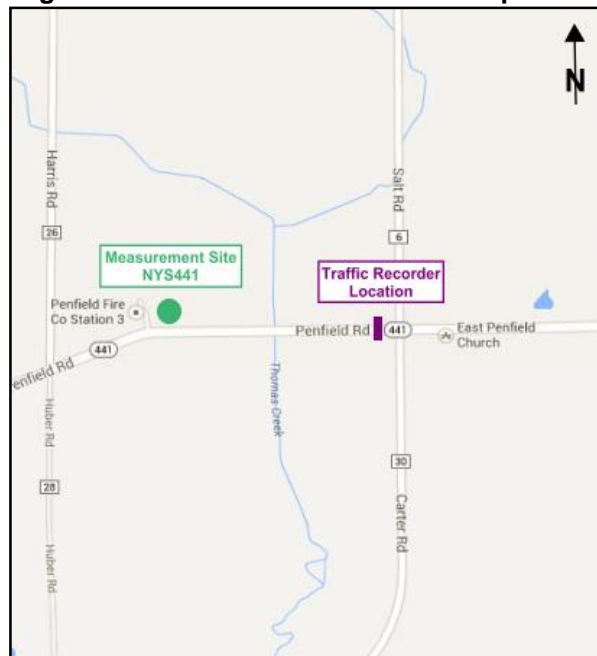 N
Harris Rd
Salt Rd
26
6
Measurement Site
NYS441
Traffic Recorder
Location
Penfield Fire
Co Station 3
Penfield Rd
441
East Penfield
Church
441
enfield Rd
Thomas Creek
Huber Rd
30
28
Carter Rd
Huber Rd